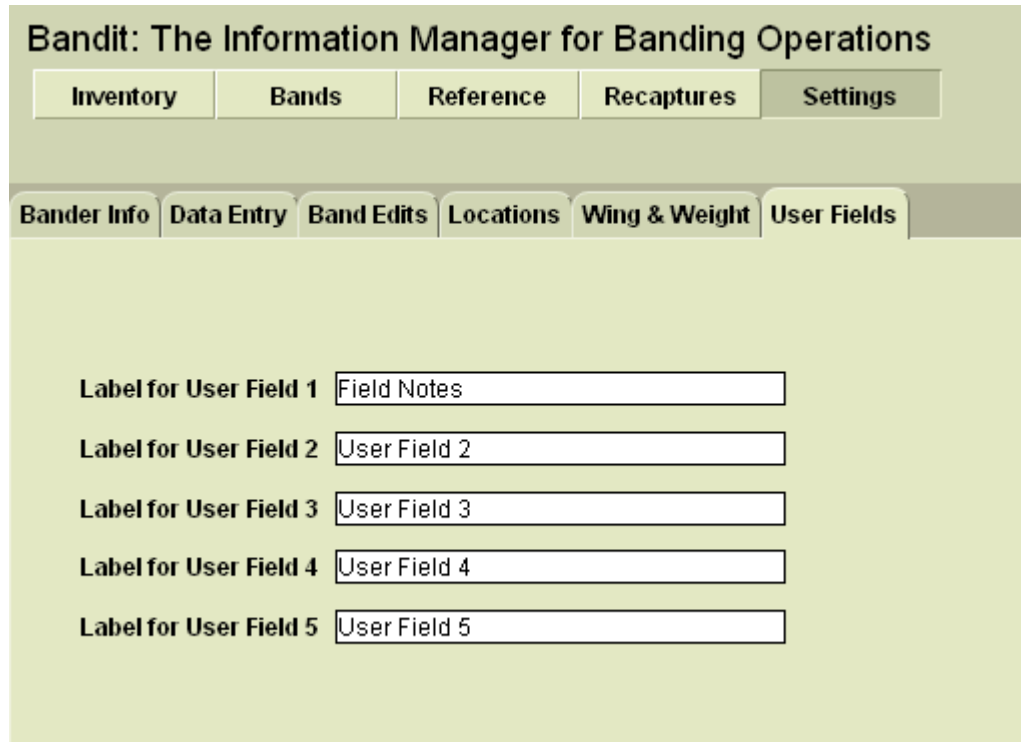 Bandit: The Information Manager for Banding Operations
Inventory Bands Reference Recaptures Settings
Bander Info Data Entry Band Edits Locations Wing & Weight User Fields
Label for User Field 1 Field Notes
Label for User Field 2 User Field 2
Label for User Field 3 User Field 3
Label for User Field 4 User Field 4
Label for User Field 5 User Field 5